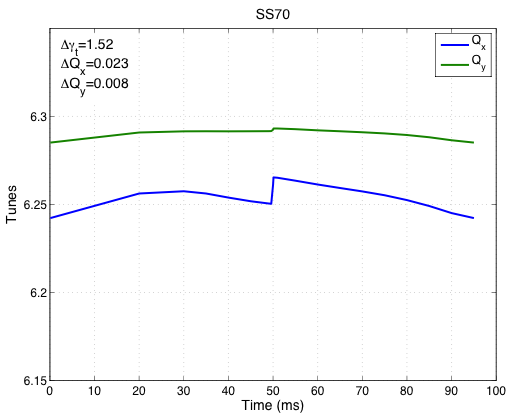 SS70
Δγt=1.52
ΔQx=0.023
ΔQy=0.008
Qx
Qy
6.3
6.25
6.2
6.15
Tunes
0 10 20 30 40 50 60 70 80 90 100
Time (ms)